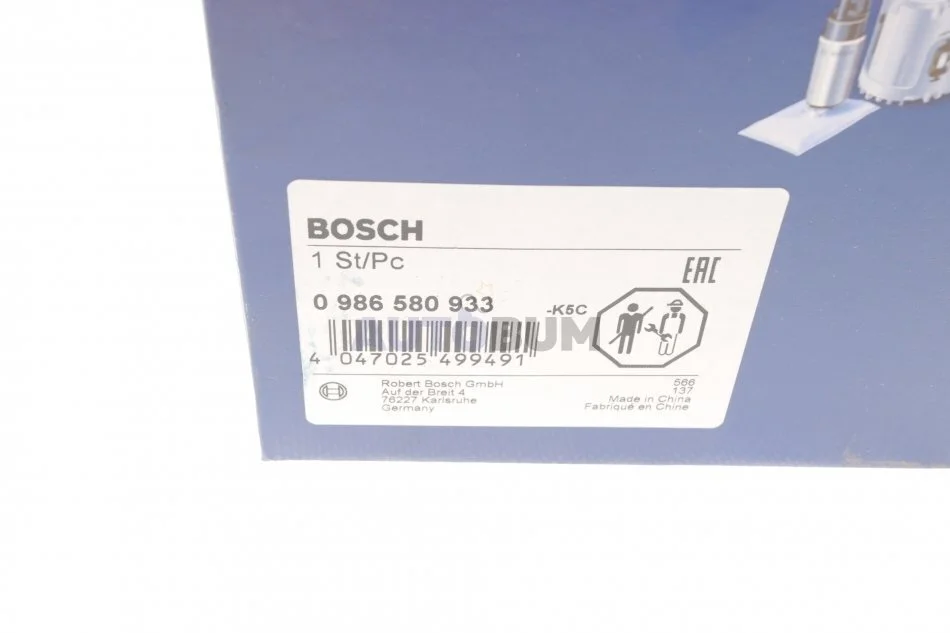 BOSCH
1 St/Pc
EAC
0 986 580 933
-K5C
AUTOBUM
4 047025 499491
Robert Bosch GmbH
Auf der Breit 4
76227 Karlsruhe
Germany
566
137
Made in China
Fabriqué en Chine